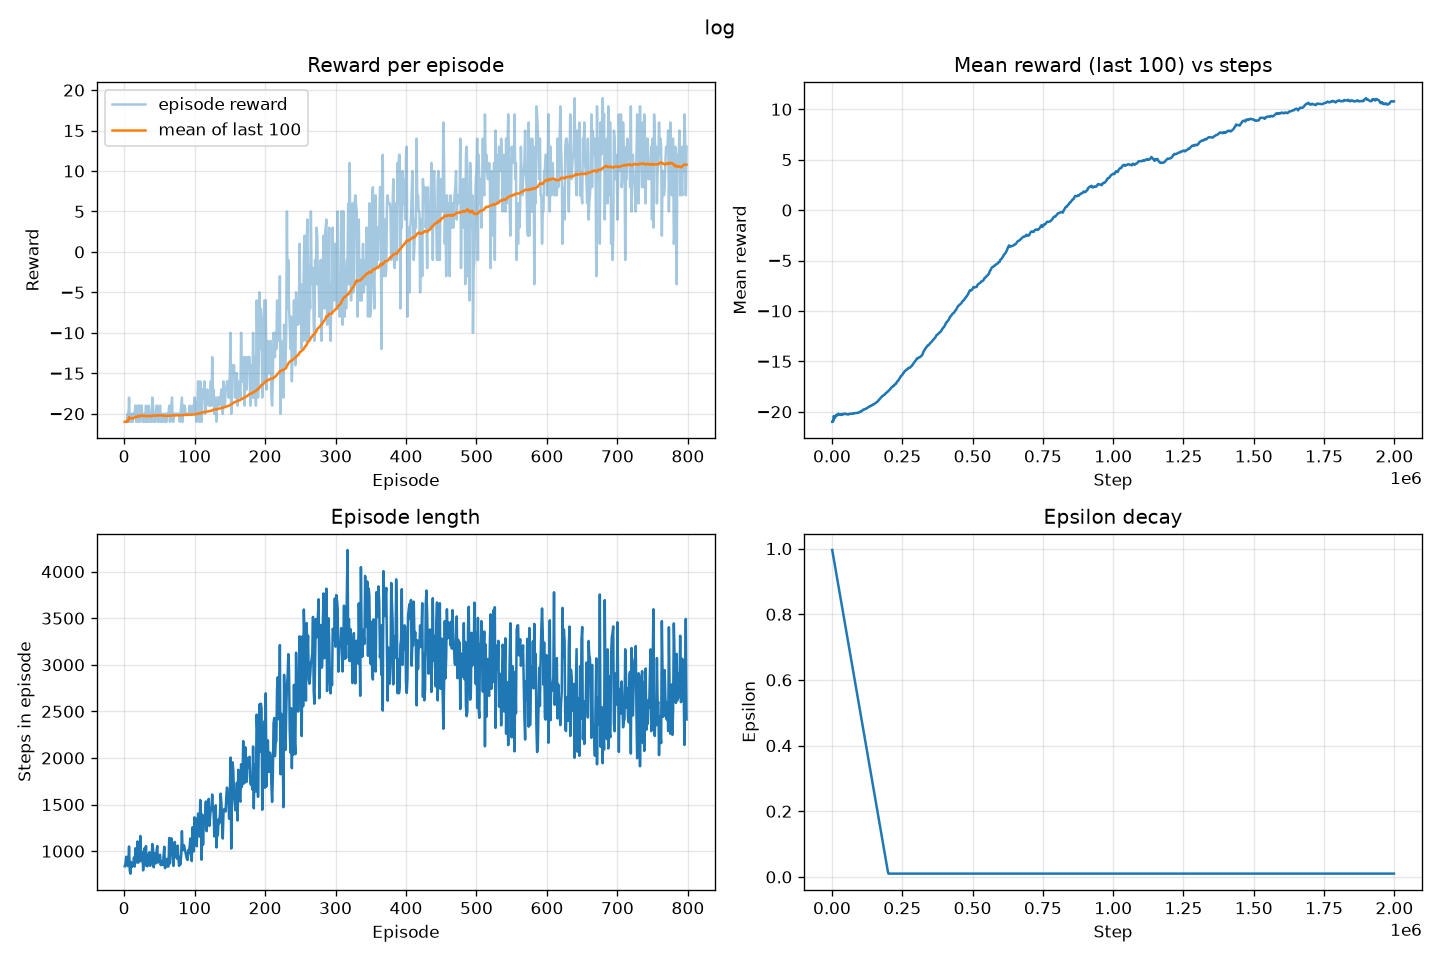 log
Reward per episode
20
15
10
5
0
−5
−10
−15
−20
Reward
episode reward
mean of last 100
0 100 200 300 400 500 600 700 800
Episode
Mean reward (last 100) vs steps
10
5
0
−5
−10
−15
−20
Mean reward
0.00 0.25 0.50 0.75 1.00 1.25 1.50 1.75 2.00
1e6
Step
Episode length
4000
3500
3000
2500
2000
1500
1000
Steps in episode
0 100 200 300 400 500 600 700 800
Episode
Epsilon decay
1.0
0.8
0.6
0.4
0.2
0.0
Epsilon
0.00 0.25 0.50 0.75 1.00 1.25 1.50 1.75 2.00
1e6
Step